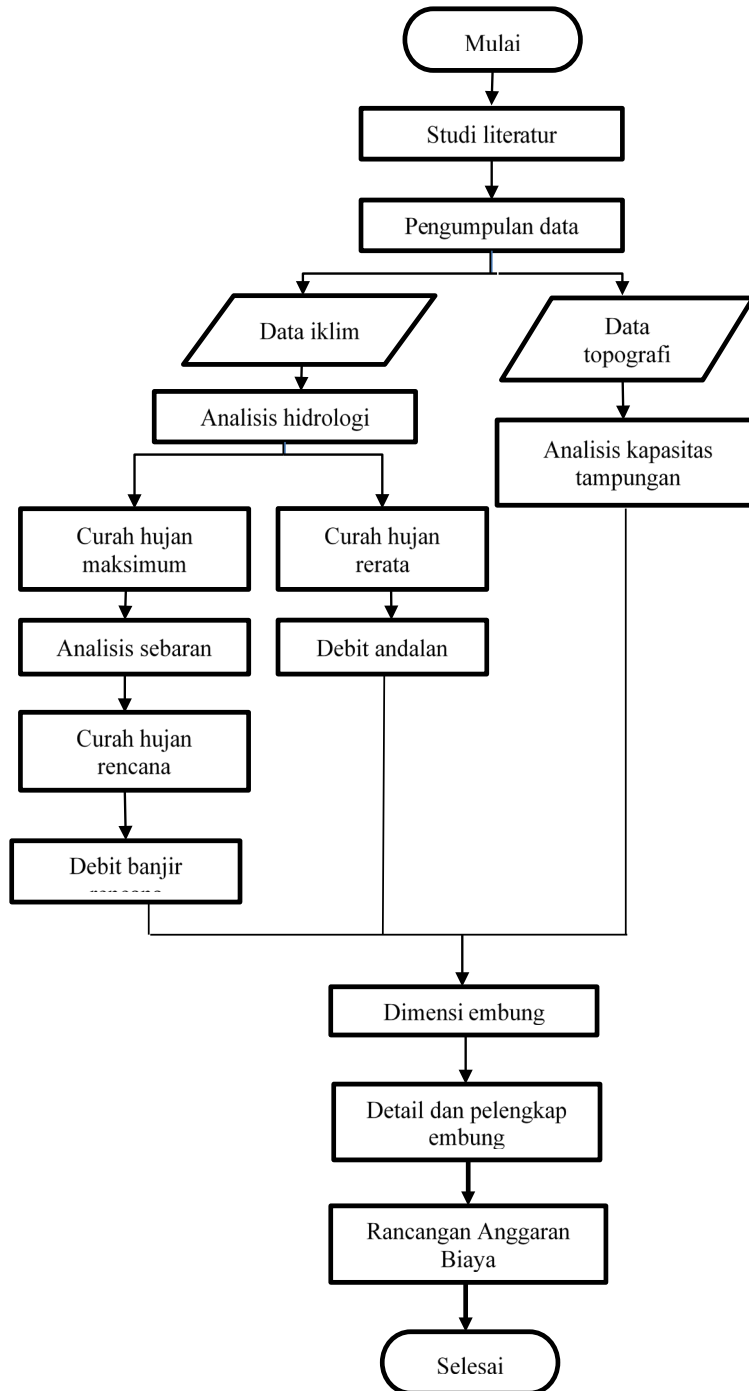 Mulai
Studi literatur
Pengumpulan data
Data iklim
Data
topografi
Analisis hidrologi
Analisis kapasitas
tampungan
Curah hujan
maksimum
Curah hujan
rerata
Analisis sebaran
Debit andalan
Curah hujan
rencana
Debit banjir
Dimensi embung
Detail dan pelengkap
embung
Rancangan Anggaran
Biaya
Selesai